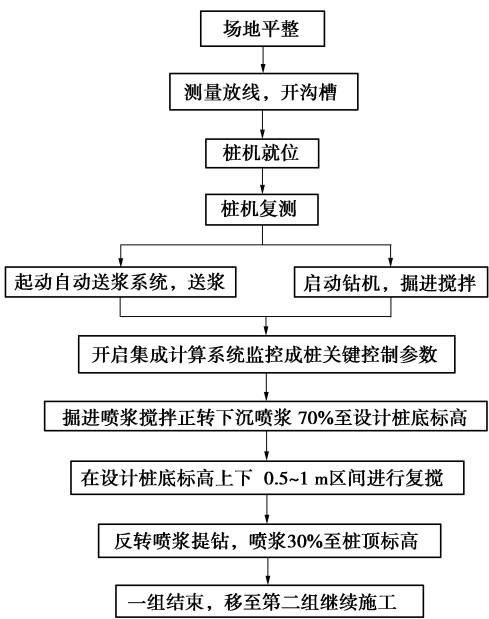 场地平整
测量放线，开沟槽
桩机就位
桩机复测
起动自动送浆系统，送浆
启动钻机，掘进搅拌
开启集成计算系统监控成桩关键控制参数
掘进喷浆搅拌正转下沉喷浆 70%至设计桩底标高
在设计桩底标高上下 0.5~1 m区间进行复搅
反转喷浆提钻，喷浆30%至桩顶标高
一组结束，移至第二组继续施工